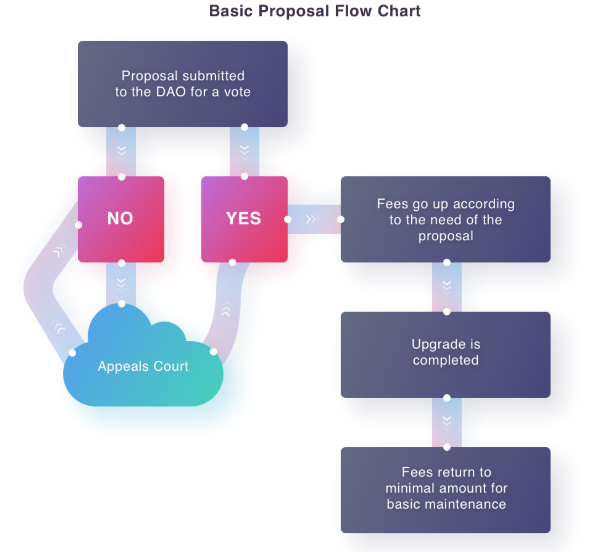 Basic Proposal Flow Chart
Proposal submitted
to the DAO for a vote
NO
YES
Fees go up according
to the need of the
proposal
Appeals Court
Upgrade is
completed
Fees return to
minimal amount for
basic maintenance